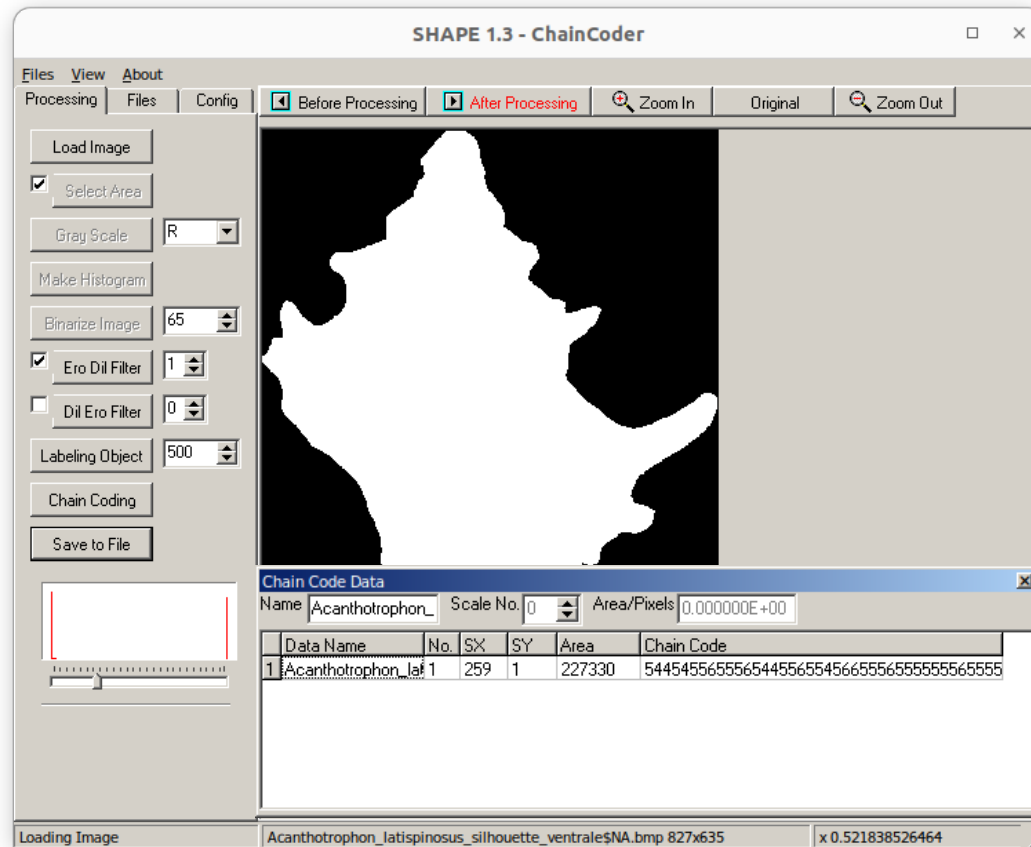 SHAPE 1.3 - ChainCoder
Files View About
Processing Files Config
Before Processing After Processing Zoom In Original Zoom Out
Load Image
Select Area
Gray Scale R
Make Histogram
Binarize Image 65
Ero Dil Filter 1
Dil Ero Filter 0
Labeling Object 500
Chain Coding
Save to File
Chain Code Data
Name Acanthotrophon_ Scale No. 0 Area/Pixels 0.000000E+00
Data Name No. SX SY Area Chain Code
1 Acanthotrophon_lat 1 259 1 227330 544545565556544556554566555655555556555
Loading Image Acanthotrophon_latispinosus_silhouette_ventrale$NA.bmp 827x635 x 0.521838526464